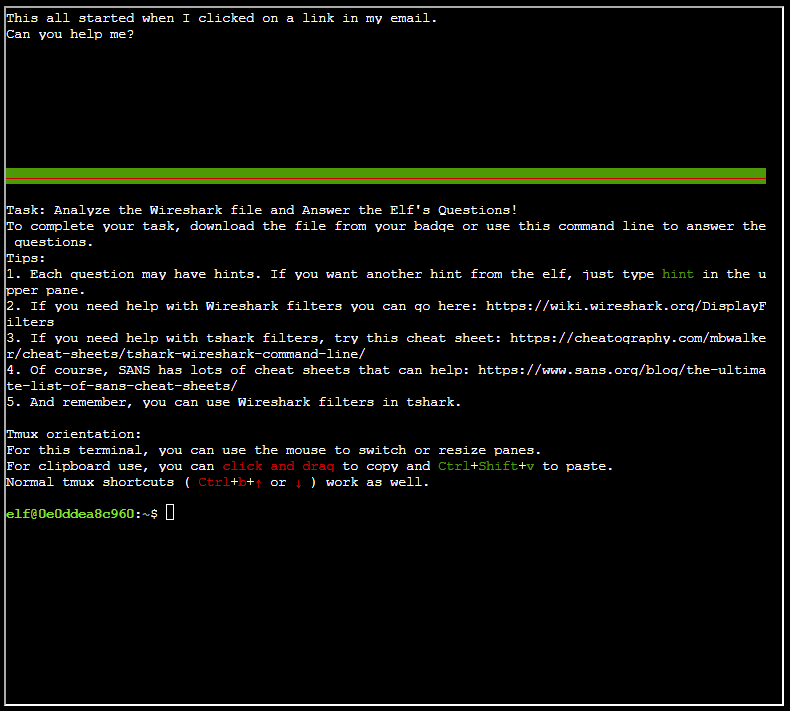 This all started when I clicked on a link in my email.
Can you help me?
Task: Analyze the Wireshark file and Answer the Elf's Questions!
To complete your task, download the file from your badge or use this command line to answer the
 questions.
Tips:
1. Each question may have hints. If you want another hint from the elf, just type hint in the u
pper pane.
2. If you need help with Wireshark filters you can go here: https://wiki.wireshark.org/DisplayF
ilters
3. If you need help with tshark filters, try this cheat sheet: https://cheatography.com/mbwalke
r/cheat-sheets/tshark-wireshark-command-line/
4. Of course, SANS has lots of cheat sheets that can help: https://www.sans.org/blog/the-ultima
te-list-of-sans-cheat-sheets/
5. And remember, you can use Wireshark filters in tshark.
Tmux orientation:
For this terminal, you can use the mouse to switch or resize panes.
For clipboard use, you can click and drag to copy and Ctrl+Shift+v to paste.
Normal tmux shortcuts ( Ctrl+b+↑ or ↓ ) work as well.
elf@0e0ddea8c960:~$